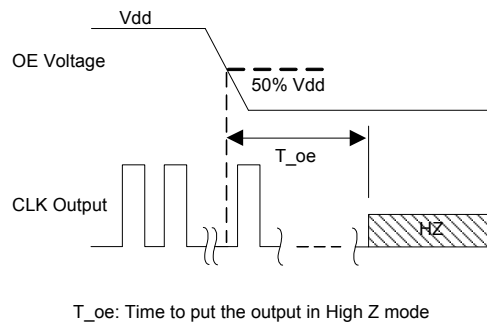 Vdd
OE Voltage
50% Vdd
T_oe
CLK Output
HZ
T_oe: Time to put the output in High Z mode